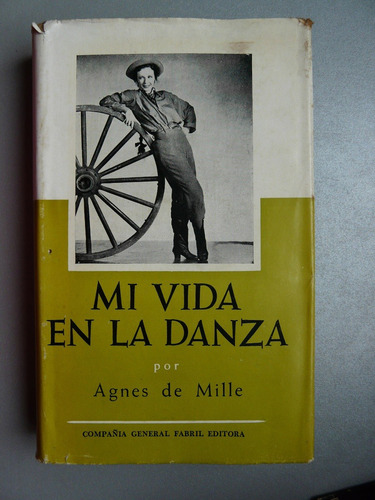 MI VIDA
EN LA DANZA
por
Agnes de Mille
COMPAÑIA GENERAL FABRIL EDITORA